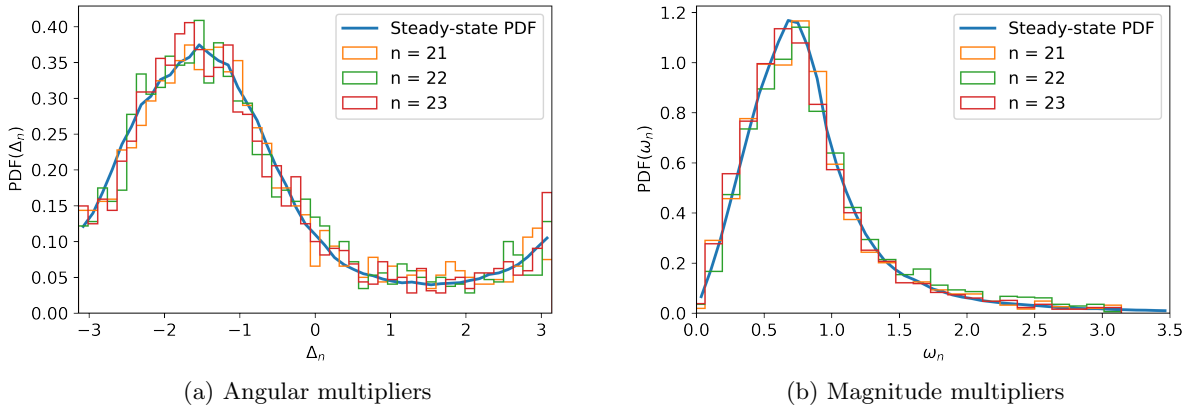 0.40
0.35
0.30
0.25
0.20
0.15
0.10
0.05
0.00
PDF(Δn)
−3 −2 −1 0 1 2 3
Δn
Steady-state PDF
n = 21
n = 22
n = 23
(a) Angular multipliers
1.2
1.0
0.8
0.6
0.4
0.2
0.0
PDF(ωn)
0.0 0.5 1.0 1.5 2.0 2.5 3.0 3.5
ωn
Steady-state PDF
n = 21
n = 22
n = 23
(b) Magnitude multipliers